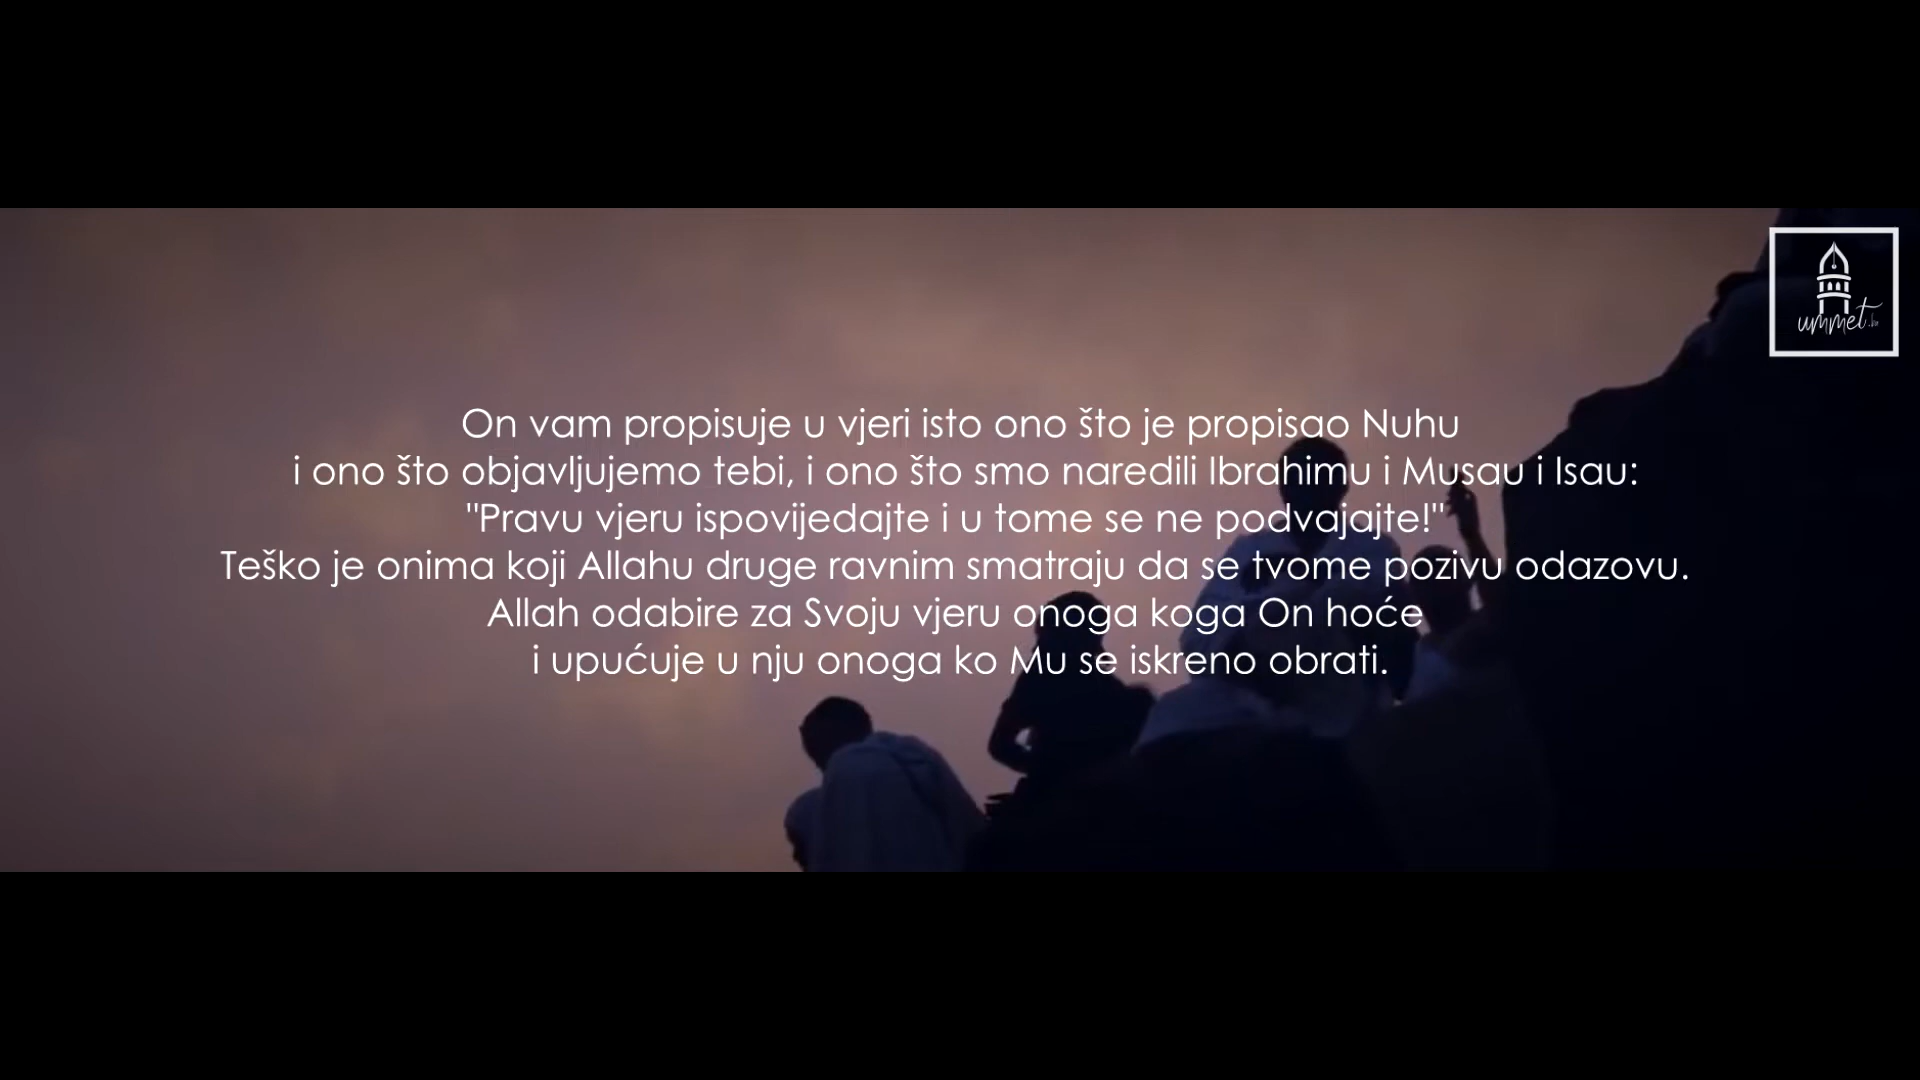 On vam propisuje u vjeri isto ono što je propisao Nuhu
i ono što objavljujemo tebi, i ono što smo naredili Ibrahimu i Musau i Isau:
"Pravu vjeru ispovijedajte i u tome se ne podvajajte!"
Teško je onima koji Allahu druge ravnim smatraju da se tvome pozivu odazovu.
Allah odabire za Svoju vjeru onoga koga On hoće
i upućuje u nju onoga ko Mu se iskreno obrati.
ummet